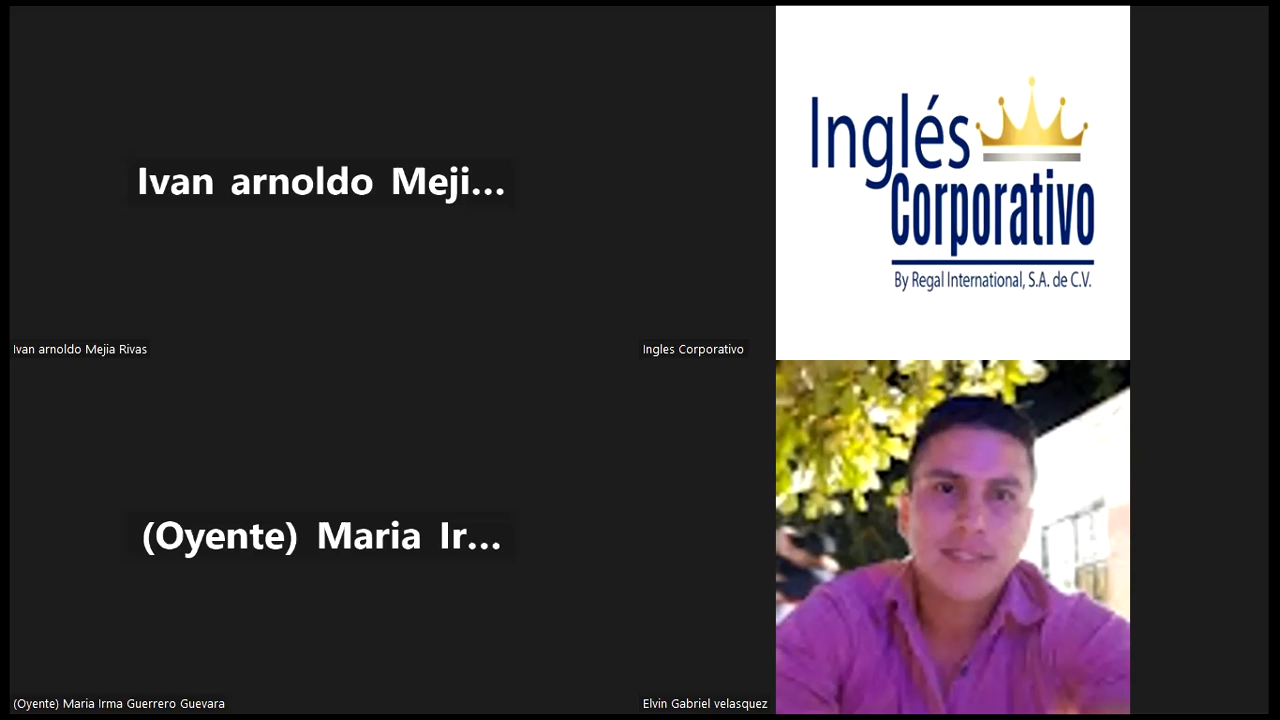 Ivan arnoldo Meji...
Ivan arnoldo Mejia Rivas
Inglés
Corporativo
By Regal International, S.A. de C.V.
Ingles Corporativo
(Oyente) Maria Ir...
(Oyente) Maria Irma Guerrero Guevara
Elvin Gabriel velasquez